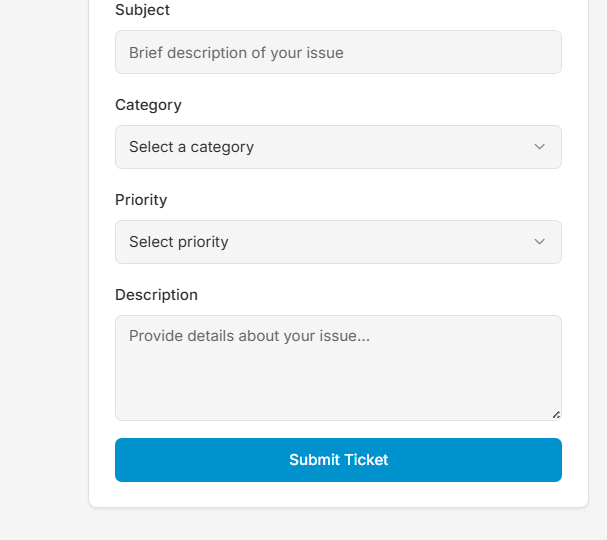 Subject
Brief description of your issue
Category
Select a category
Priority
Select priority
Description
Provide details about your issue...
Submit Ticket